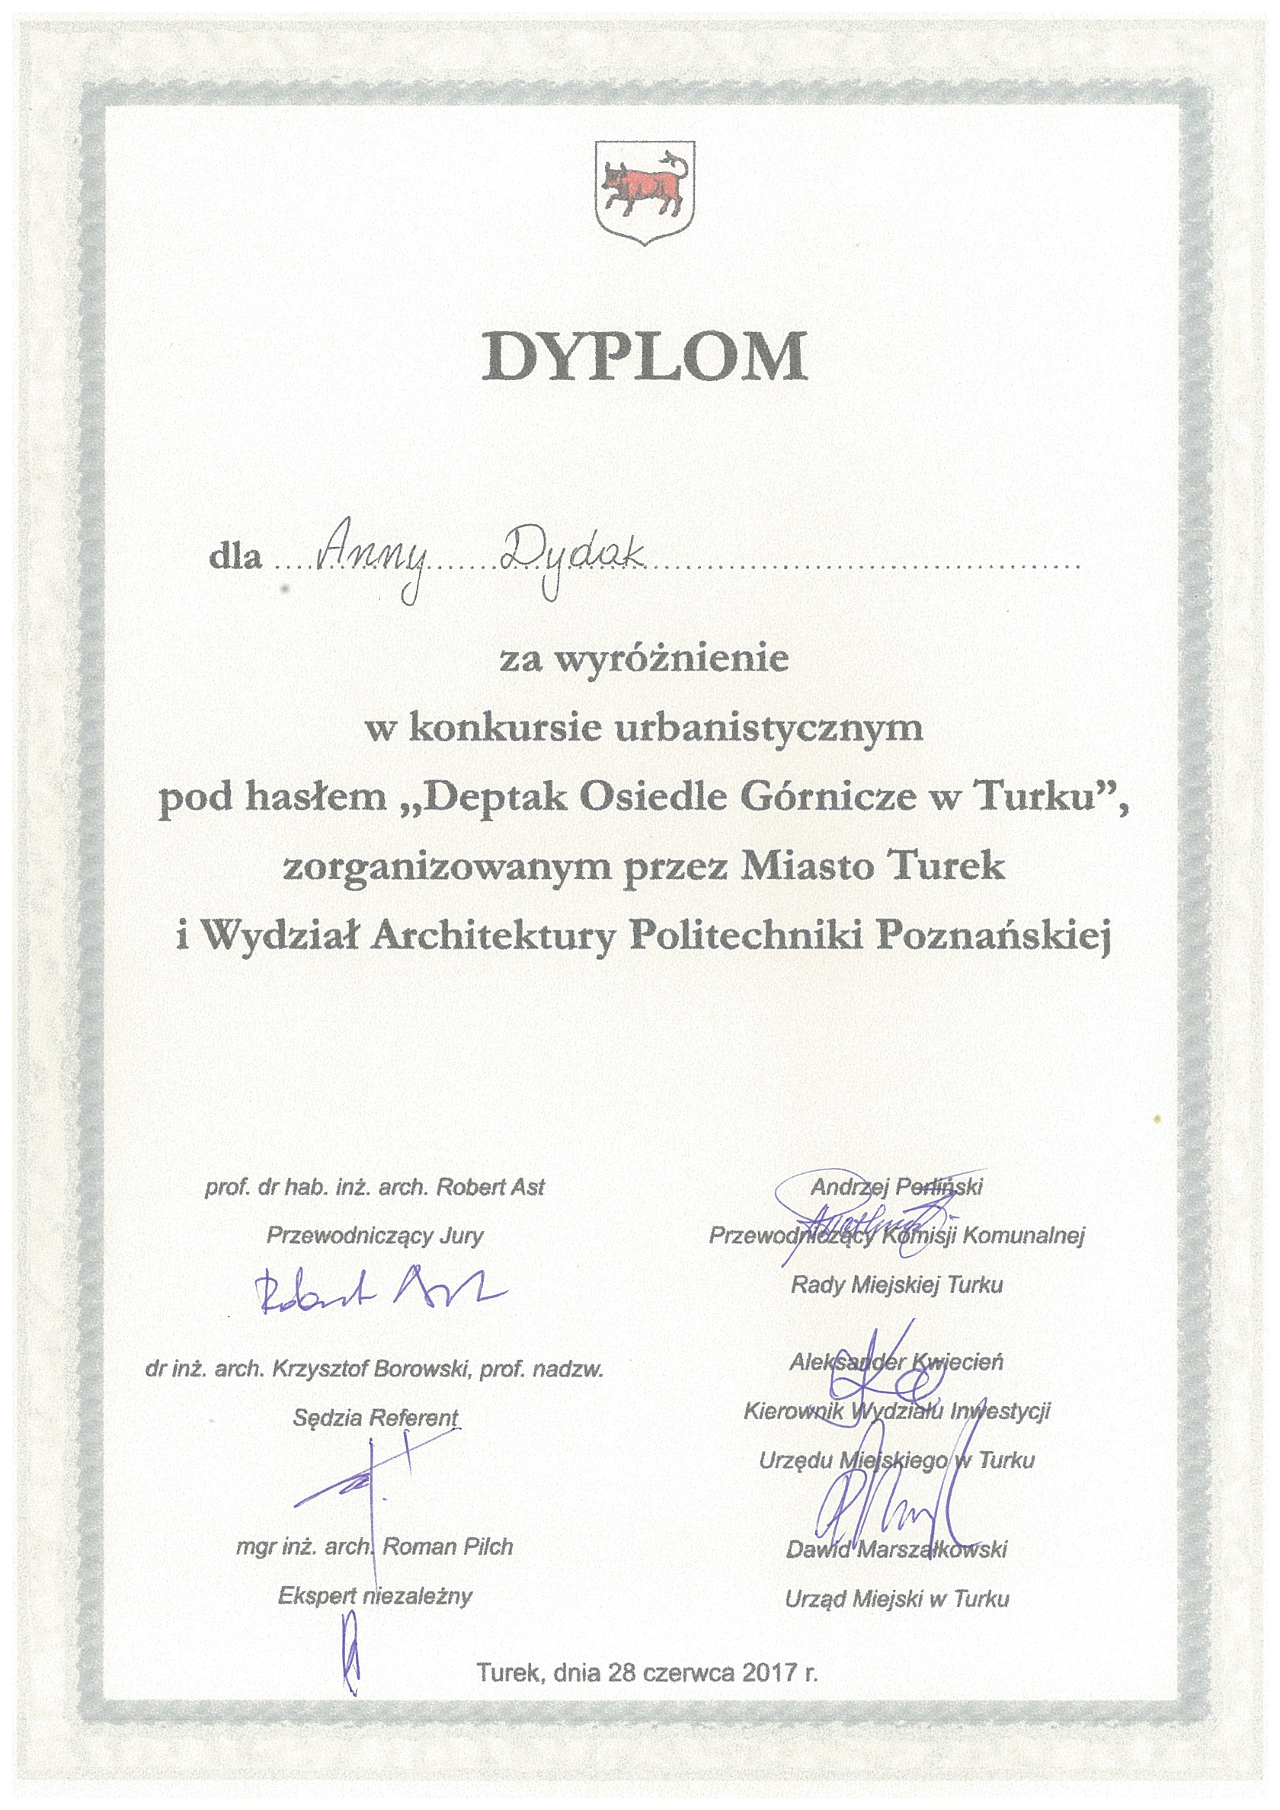 DYPLOM
dla ....Anny......Dydak..........................................
za wyróżnienie
w konkursie urbanistycznym
pod hasłem „Deptak Osiedle Górnicze w Turku”,
zorganizowanym przez Miasto Turek
i Wydział Architektury Politechniki Poznańskiej
prof. dr hab. inż. arch. Robert Ast
Przewodniczący Jury
Robert Ast
dr inż. arch. Krzysztof Borowski, prof. nadzw.
Sędzia Referent
mgr inż. arch. Roman Pilch
Ekspert niezależny
Andrzej Perliński
Przewodniczący Komisji Komunalnej
Rady Miejskiej Turku
Aleksander Kwiecień
Kierownik Wydziału Inwestycji
Urzędu Miejskiego w Turku
Dawid Marszałkowski
Urząd Miejski w Turku
Turek, dnia 28 czerwca 2017 r.